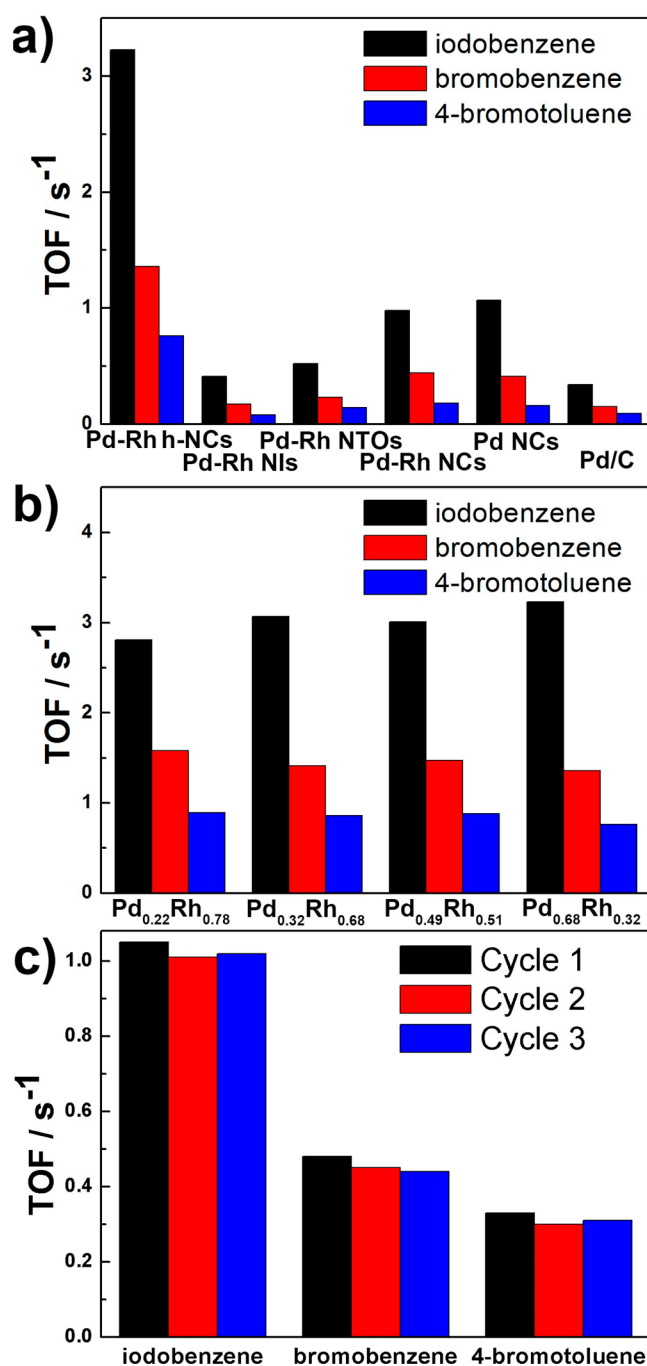 a)
iodobenzene
bromobenzene
4-bromotoluene
TOF / s⁻¹
3
2
1
0
Pd-Rh h-NCs Pd-Rh NTOs Pd NCs
Pd-Rh NIs Pd-Rh NCs Pd/C
b)
iodobenzene
bromobenzene
4-bromotoluene
TOF / s⁻¹
4
3
2
1
0
Pd₀.₂₂Rh₀.₇₈ Pd₀.₃₂Rh₀.₆₈ Pd₀.₄₉Rh₀.₅₁ Pd₀.₆₈Rh₀.₃₂
c)
Cycle 1
Cycle 2
Cycle 3
TOF / s⁻¹
1.0
0.8
0.6
0.4
0.2
0.0
iodobenzene bromobenzene 4-bromotoluene